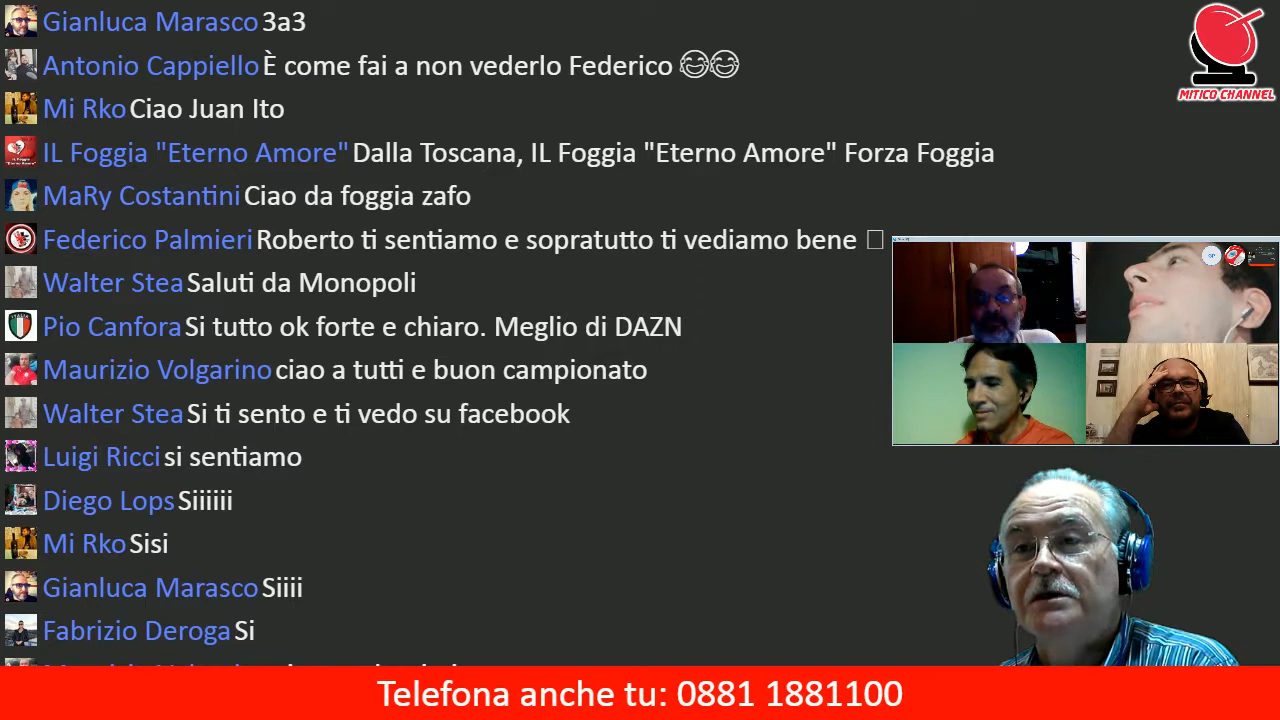 Gianluca Marasco 3a3
Antonio Cappiello È come fai a non vederlo Federico 😂😂
Mi Rko Ciao Juan Ito
IL Foggia "Eterno Amore" Dalla Toscana, IL Foggia "Eterno Amore" Forza Foggia
MaRy Costantini Ciao da foggia zafo
Federico Palmieri Roberto ti sentiamo e sopratutto ti vediamo bene
Walter Stea Saluti da Monopoli
Pio Canfora Si tutto ok forte e chiaro. Meglio di DAZN
Maurizio Volgarino ciao a tutti e buon campionato
Walter Stea Si ti sento e ti vedo su facebook
Luigi Ricci si sentiamo
Diego Lops Siiiiii
Mi Rko Sisi
Gianluca Marasco Siiii
Fabrizio Deroga Si
MITICO CHANNEL
Telefona anche tu: 0881 1881100